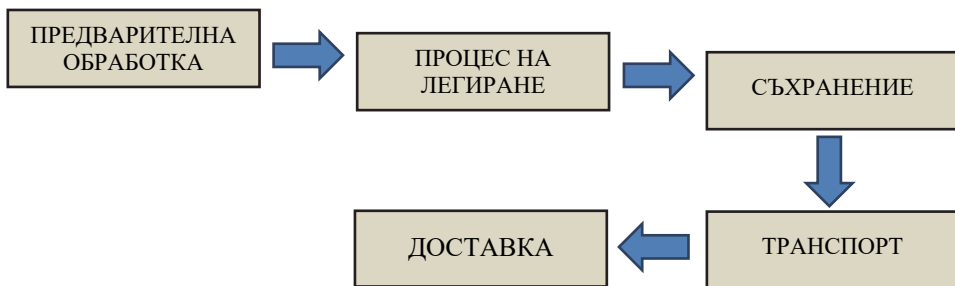 ПРЕДВАРИТЕЛНА
ОБРАБОТКА
ПРОЦЕС НА
ЛЕГИРАНЕ
СЪХРАНЕНИЕ
ТРАНСПОРТ
ДОСТАВКА